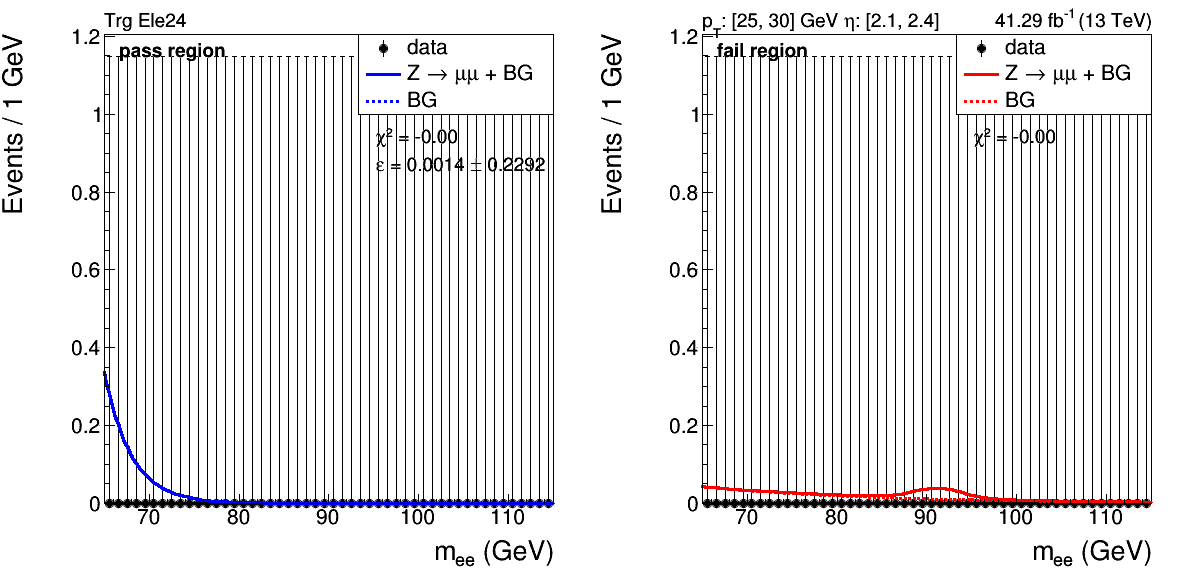 Trg Ele24
pass region
data
Z → μμ + BG
BG
χ² = -0.00
ε = 0.0014 ± 0.2292
Events / 1 GeV
1.2
1
0.8
0.6
0.4
0.2
0
70 80 90 100 110
m_ee (GeV)
p_T: [25, 30] GeV η: [2.1, 2.4] 41.29 fb⁻¹ (13 TeV)
fail region
data
Z → μμ + BG
BG
χ² = -0.00
Events / 1 GeV
1.2
1
0.8
0.6
0.4
0.2
0
70 80 90 100 110
m_ee (GeV)